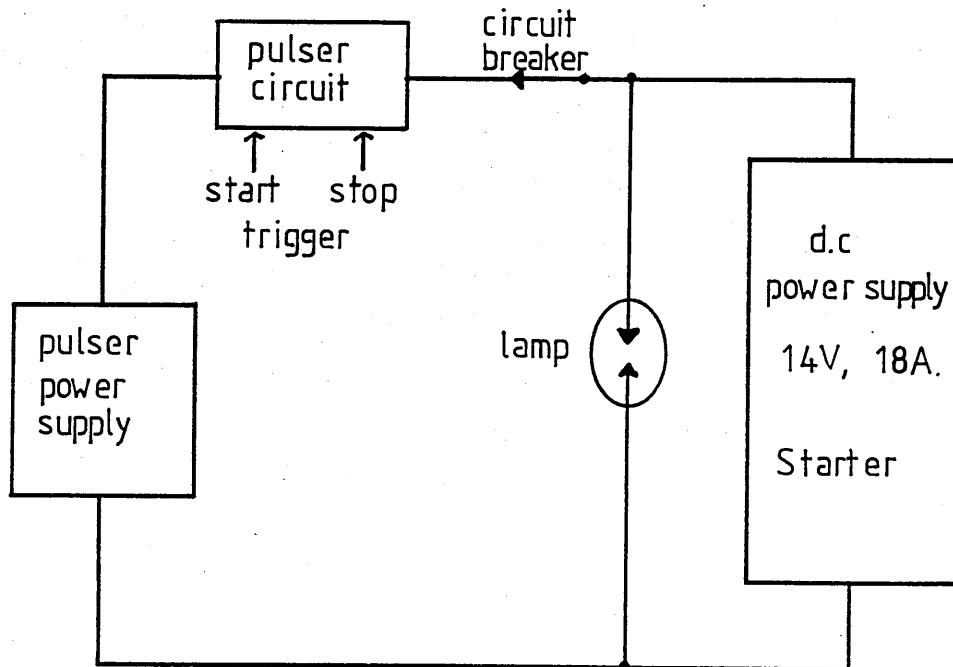 pulser
circuit
circuit
breaker
start stop
trigger
pulser
power
supply
lamp
d.c
power supply
14V, 18A.
Starter